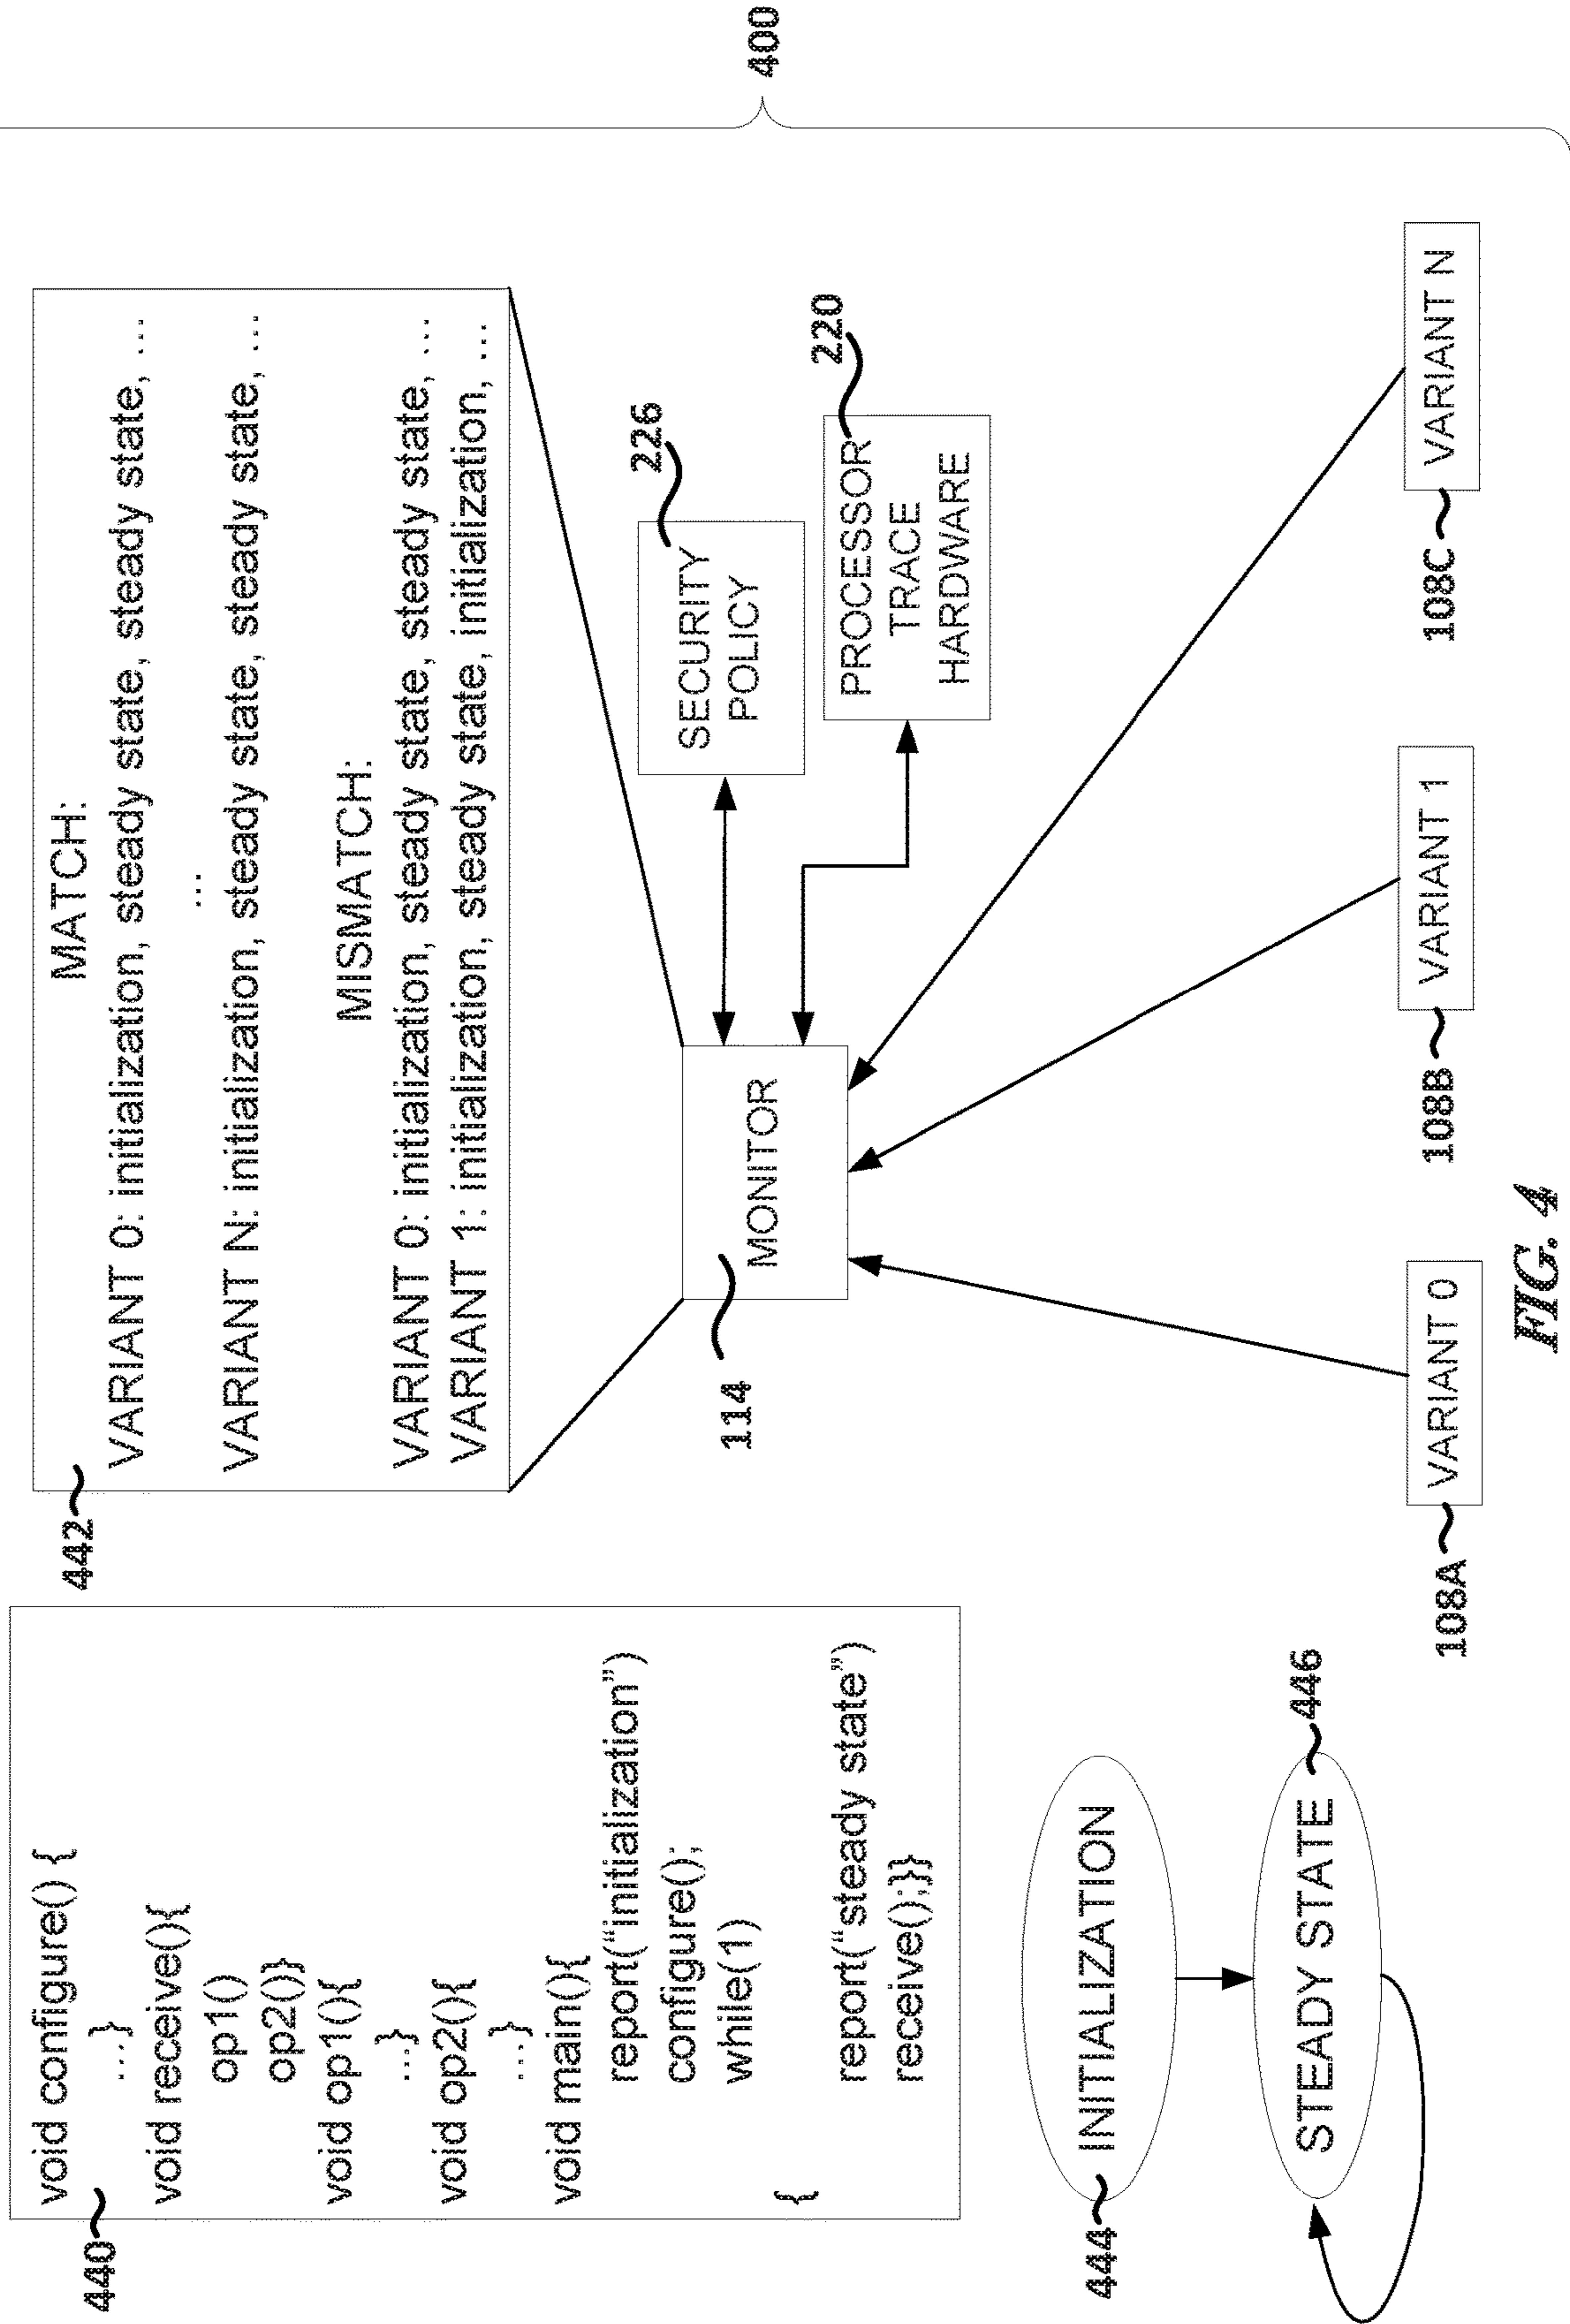 400
440
void configure() {
...}
void receive(){
op1()
op2()}
void op1(){
...}
void op2(){
...}
void main(){
report(“initialization”)
configure();
while(1)
{
report(“steady state”)
receive();}}
442
MATCH:
VARIANT 0: initialization, steady state, steady state, ...
...
VARIANT N: initialization, steady state, steady state, ...
MISMATCH:
VARIANT 0: initialization, steady state, steady state, ...
VARIANT 1: initialization, steady state, initialization, ...
114
MONITOR
226
SECURITY
POLICY
220
PROCESSOR
TRACE
HARDWARE
444
INITIALIZATION
446
STEADY STATE
108A
VARIANT 0
108B
VARIANT 1
108C
VARIANT N
FIG. 4